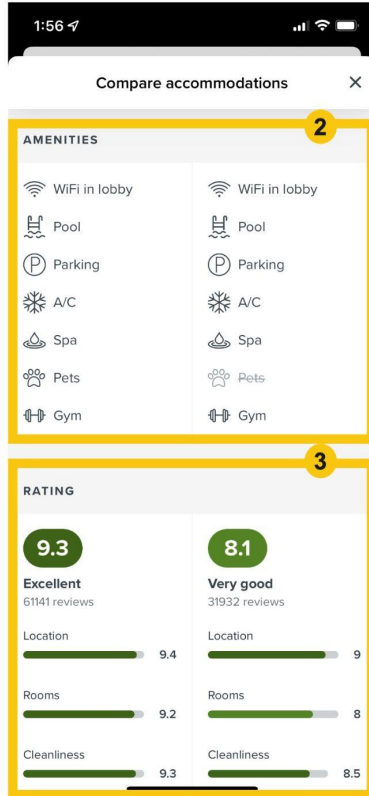 1:56
Compare accommodations
2
AMENITIES
WiFi in lobby WiFi in lobby
Pool Pool
P Parking P Parking
A/C A/C
Spa Spa
Pets Pets
Gym Gym
3
RATING
9.3 8.1
Excellent Very good
61141 reviews 31932 reviews
Location Location
9.4 9
Rooms Rooms
9.2 8
Cleanliness Cleanliness
9.3 8.5